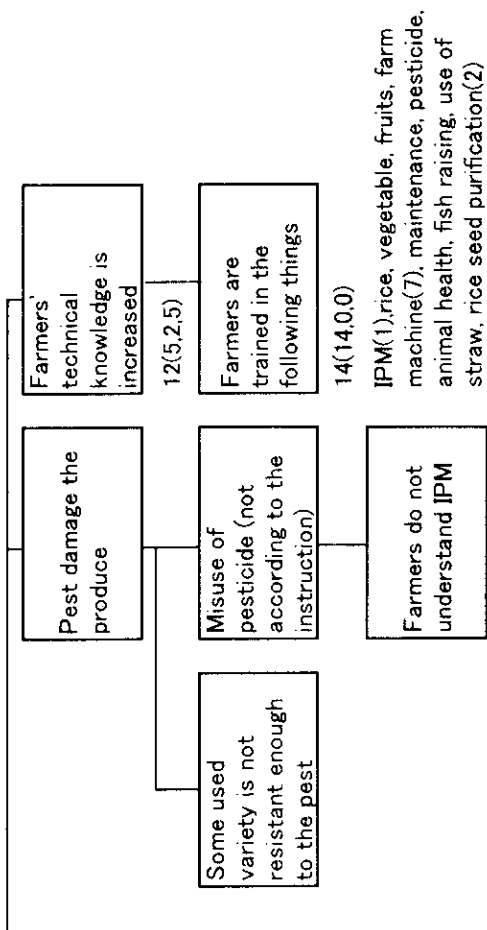 Pest damage the
produce
Farmers'
technical
knowledge is
increased
12(5,2,5)
Some used
variety is not
resistant enough
to the pest
Misuse of
pesticide (not
according to the
instruction)
Farmers are
trained in the
following things
14(14,0,0)
Farmers do not
understand IPM
IPM(1),rice, vegetable, fruits, farm
machine(7), maintenance, pesticide,
animal health, fish raising, use of
straw, rice seed purification(2)